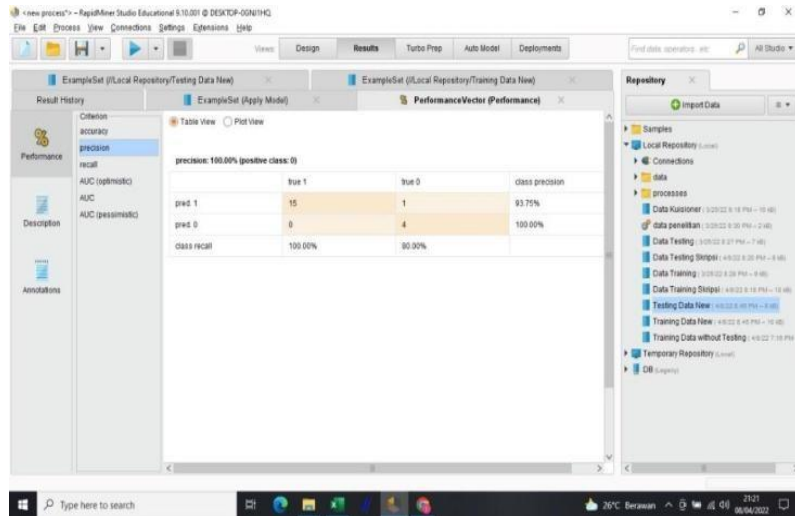 <new process*> – RapidMiner Studio Educational 9.10.001 @ DESKTOP-0GNI1HQ
File Edit Process View Connections Settings Extensions Help
Views: Design Results Turbo Prep Auto Model Deployments
Find data, operators...etc
All Studio
ExampleSet (//Local Repository/Testing Data New)
ExampleSet (//Local Repository/Training Data New)
Result History
ExampleSet (Apply Model)
PerformanceVector (Performance)
Performance
Description
Annotations
Criterion
accuracy
precision
recall
AUC (optimistic)
AUC
AUC (pessimistic)
Table View Plot View
precision: 100.00% (positive class: 0)
true 1 true 0 class precision
pred. 1 15 1 93.75%
pred. 0 0 4 100.00%
class recall 100.00% 80.00%
Repository
Import Data
Samples
Local Repository (Local)
Connections
data
processes
Data Kuisioner
data penelitian
Data Testing
Data Testing Skripsi
Data Training
Data Training Skripsi
Testing Data New
Training Data New
Training Data without Testing
Temporary Repository (Local)
DB (Legacy)
Type here to search
26°C Berawan
21:21
08/04/2022